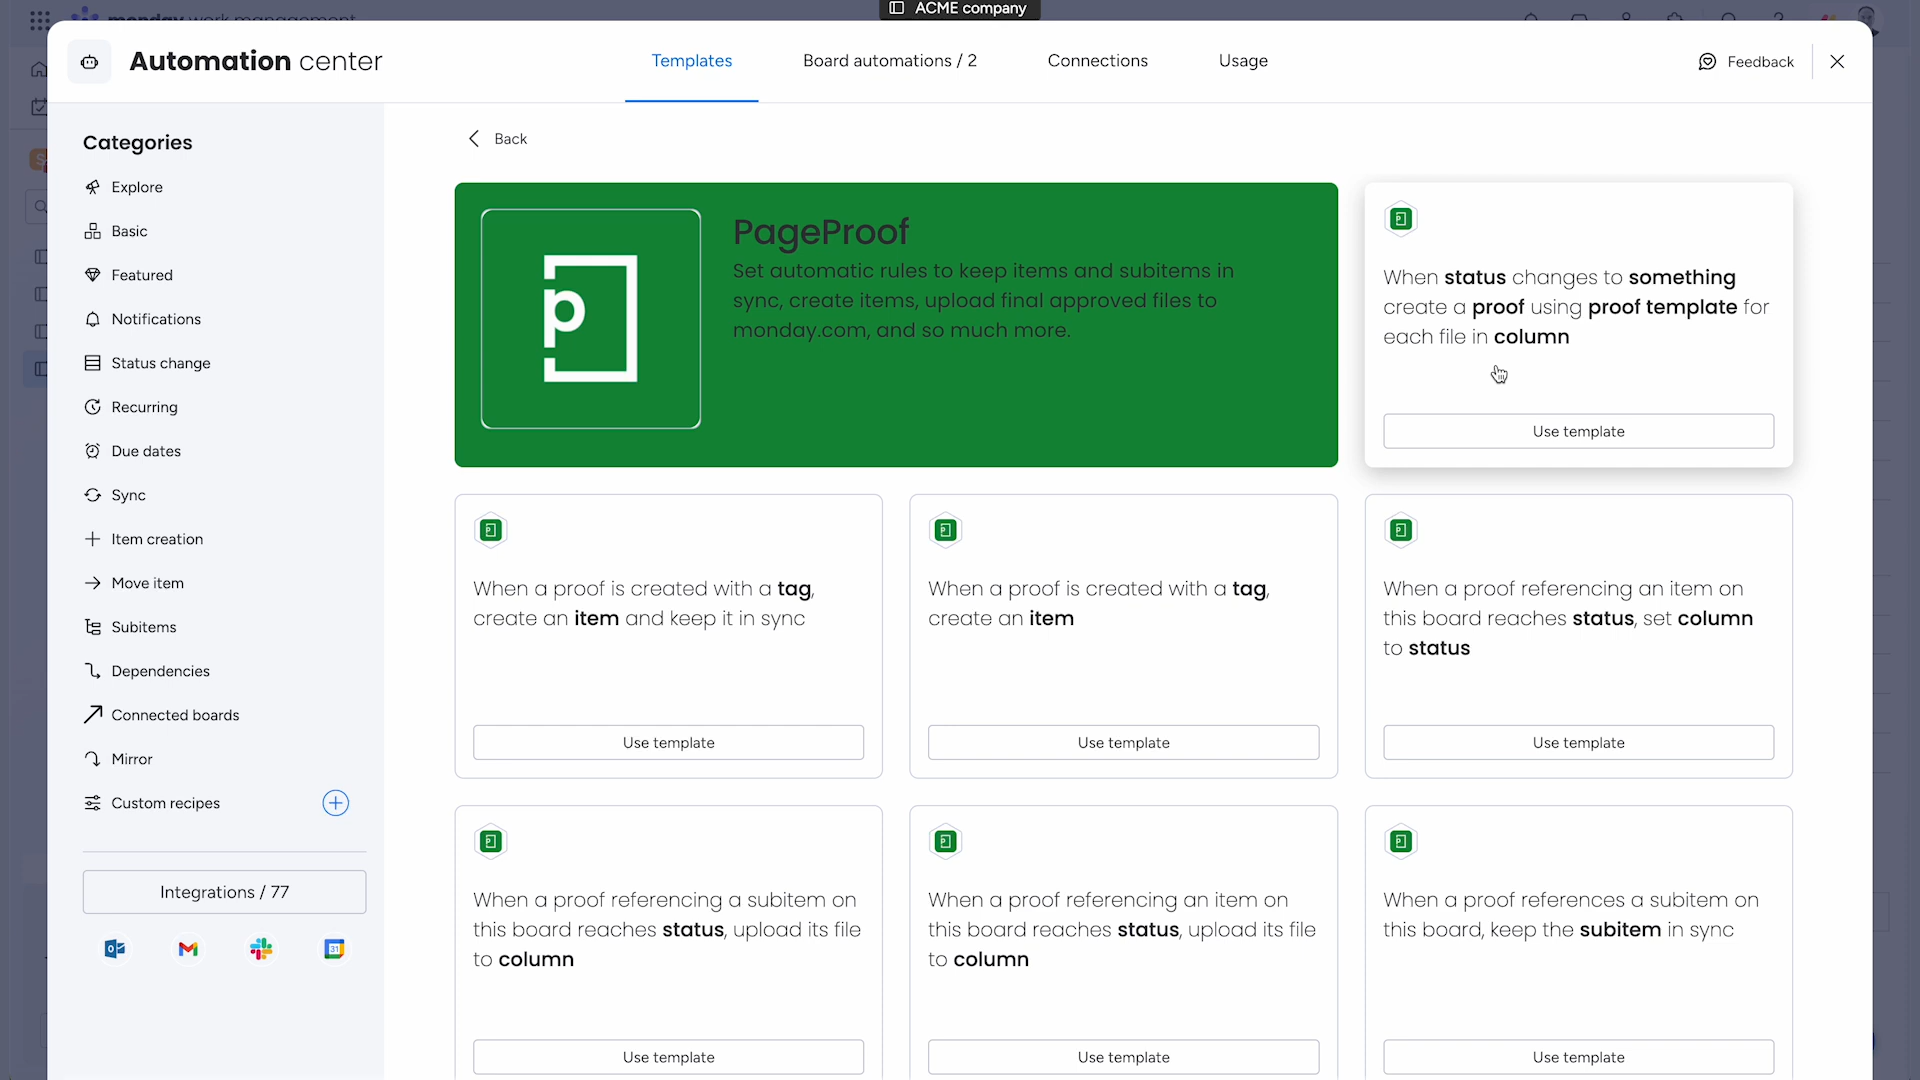 ACME company
monday work management
Automation center
Templates
Board automations / 2
Connections
Usage
Feedback
Categories
Explore
Basic
Featured
Notifications
Status change
Recurring
Due dates
Sync
Item creation
Move item
Subitems
Dependencies
Connected boards
Mirror
Custom recipes
Integrations / 77
31
Back
PageProof
Set automatic rules to keep items and subitems in
sync, create items, upload final approved files to
monday.com, and so much more.
When status changes to something
create a proof using proof template for
each file in column
Use template
When a proof is created with a tag,
create an item and keep it in sync
Use template
When a proof is created with a tag,
create an item
Use template
When a proof referencing an item on
this board reaches status, set column
to status
Use template
When a proof referencing a subitem on
this board reaches status, upload its file
to column
Use template
When a proof referencing an item on
this board reaches status, upload its file
to column
Use template
When a proof references a subitem on
this board, keep the subitem in sync
Use template